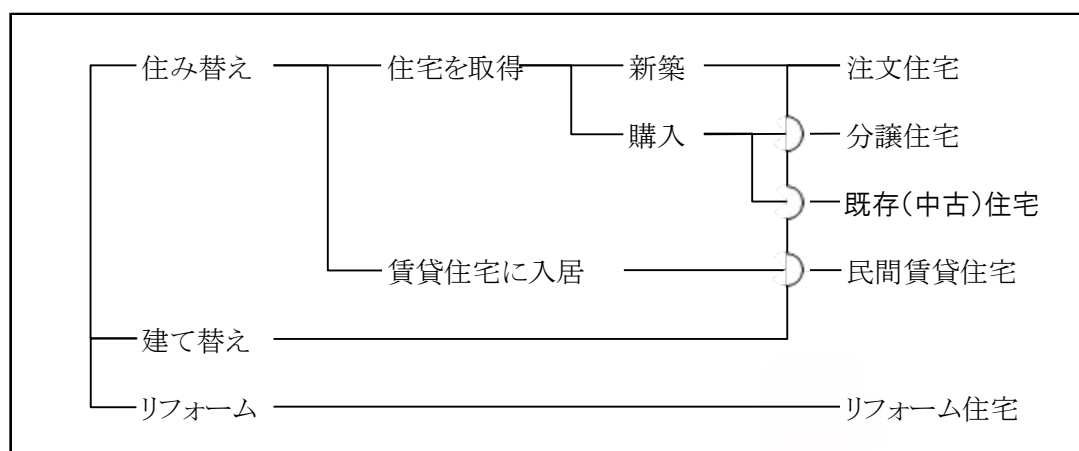 住み替え 住宅を取得 新築 注文住宅
購入 分譲住宅
既存(中古)住宅
賃貸住宅に入居 民間賃貸住宅
建て替え
リフォーム リフォーム住宅